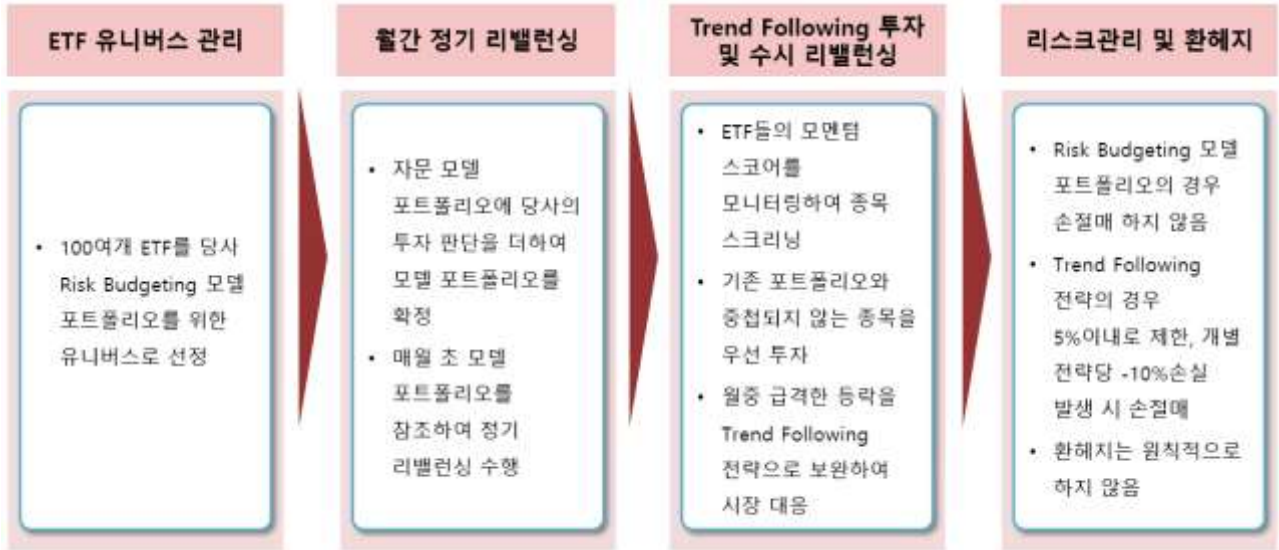 ETF 유니버스 관리
• 100여개 ETF를 당사
Risk Budgeting 모델
포트폴리오를 위한
유니버스로 선정
월간 정기 리밸런싱
• 자문 모델
포트폴리오에 당사의
투자 판단을 더하여
모델 포트폴리오를
확정
• 매월 초 모델
포트폴리오를
참조하여 정기
리밸런싱 수행
Trend Following 투자
및 수시 리밸런싱
• ETF들의 모멘텀
스코어를
모니터링하여 종목
스크리닝
• 기존 포트폴리오와
중첩되지 않는 종목을
우선 투자
• 월중 급격한 등락을
Trend Following
전략으로 보완하여
시장 대응
리스크관리 및 환헤지
• Risk Budgeting 모델
포트폴리오의 경우
손절매 하지 않음
• Trend Following
전략의 경우
5%이내로 제한, 개별
전략당 -10%손실
발생 시 손절매
• 환헤지는 원칙적으로
하지 않음